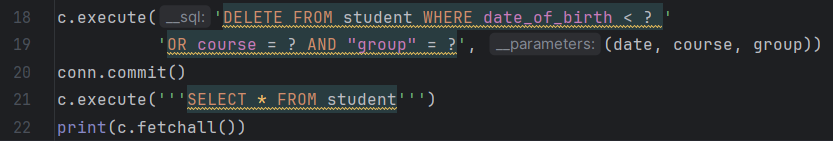 18 c.execute( __sql: 'DELETE FROM student WHERE date_of_birth < ? '
19 'OR course = ? AND "group" = ?', __parameters: (date, course, group))
20 conn.commit()
21 c.execute('''SELECT * FROM student''')
22 print(c.fetchall())